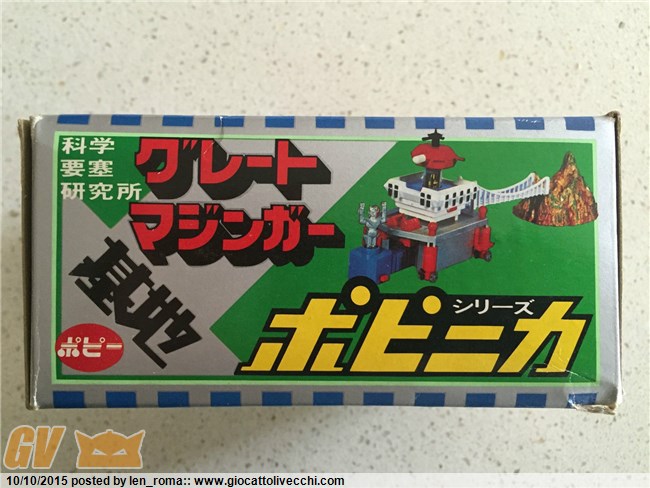 科学
要塞
研究所
グレート
マジンガー
基地
ポピー
シリーズ
ポピニカ
GV
10/10/2015 posted by len_roma:: www.giocattolivecchi.com